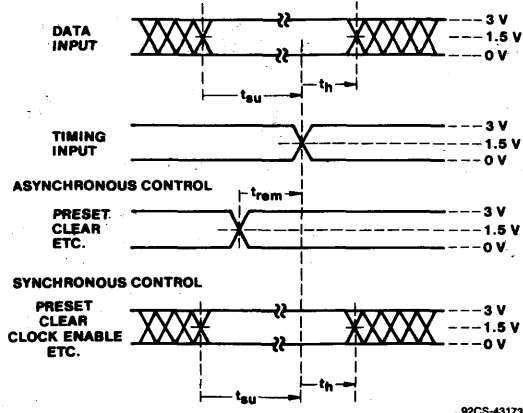 DATA
INPUT
3 V
1.5 V
0 V
tsu
th
TIMING
INPUT
3 V
1.5 V
0 V
ASYNCHRONOUS CONTROL
trem
PRESET
CLEAR
ETC.
3 V
1.5 V
0 V
SYNCHRONOUS CONTROL
PRESET
CLEAR
CLOCK ENABLE
ETC.
3 V
1.5 V
0 V
tsu
th
92CS-43173